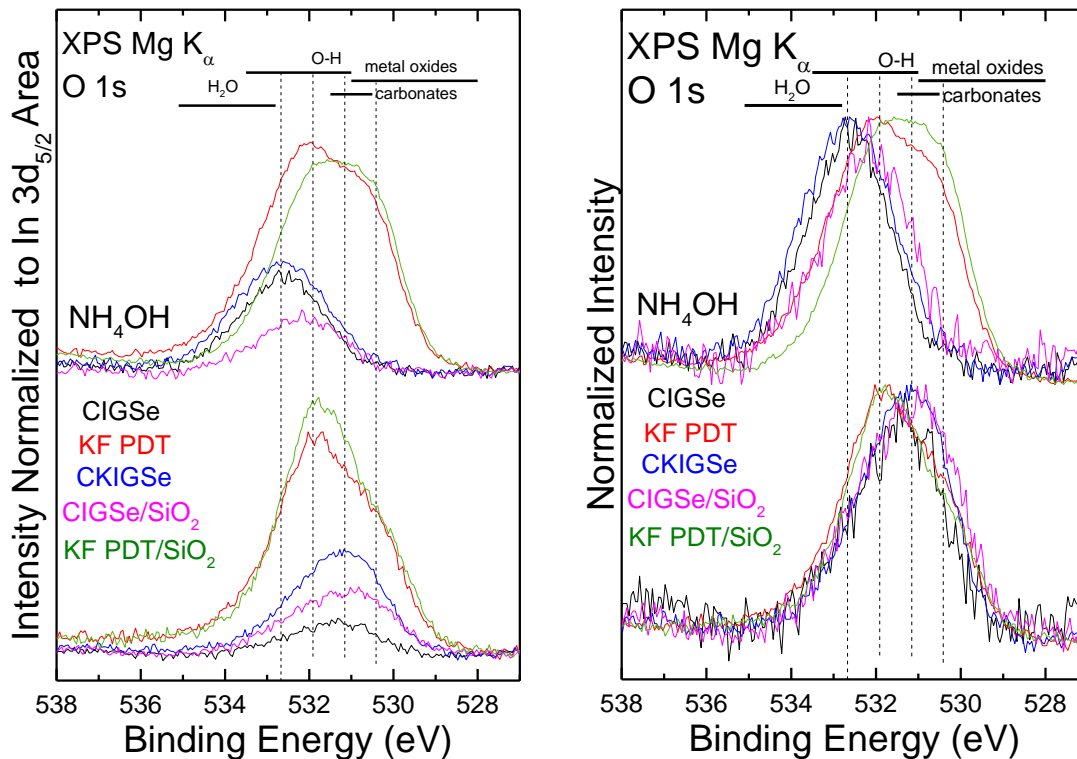 XPS Mg Kα
O 1s
O-H
metal oxides
H₂O
carbonates
NH₄OH
CIGSe
KF PDT
CKIGSe
CIGSe/SiO₂
KF PDT/SiO₂
Intensity Normalized to In 3d₅/₂ Area
538 536 534 532 530 528
Binding Energy (eV)
XPS Mg Kα
O 1s
O-H
metal oxides
H₂O
carbonates
NH₄OH
CIGSe
KF PDT
CKIGSe
CIGSe/SiO₂
KF PDT/SiO₂
Normalized Intensity
538 536 534 532 530 528
Binding Energy (eV)